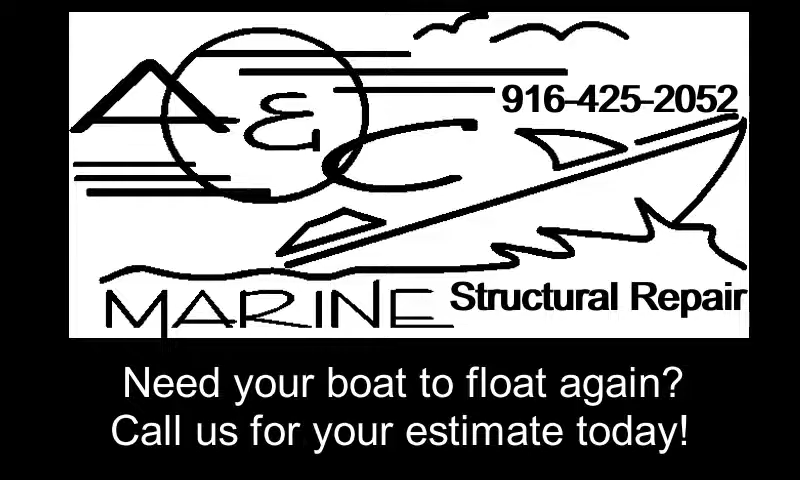 A & C
916-425-2052
MARINE Structural Repair
Need your boat to float again?
Call us for your estimate today!